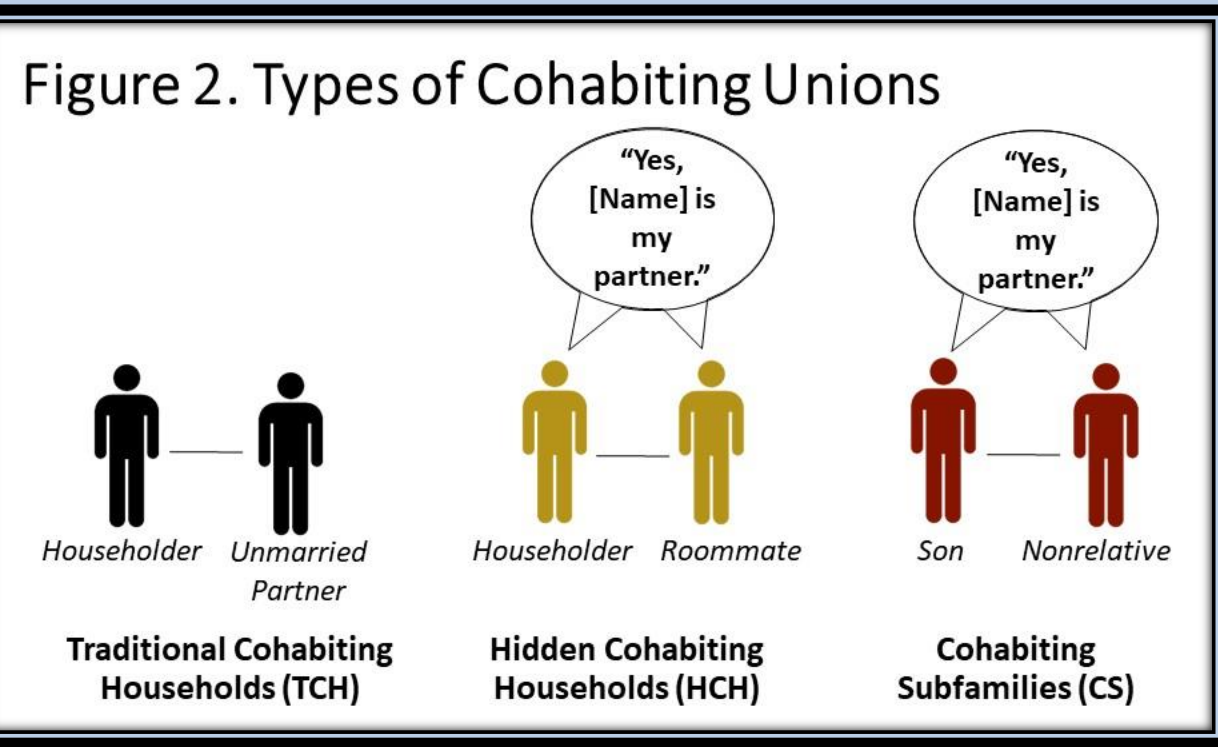 Figure 2. Types of Cohabiting Unions
“Yes,
[Name] is
my
partner.”
“Yes,
[Name] is
my
partner.”
Householder
Unmarried
Partner
Householder
Roommate
Son
Nonrelative
Traditional Cohabiting
Households (TCH)
Hidden Cohabiting
Households (HCH)
Cohabiting
Subfamilies (CS)